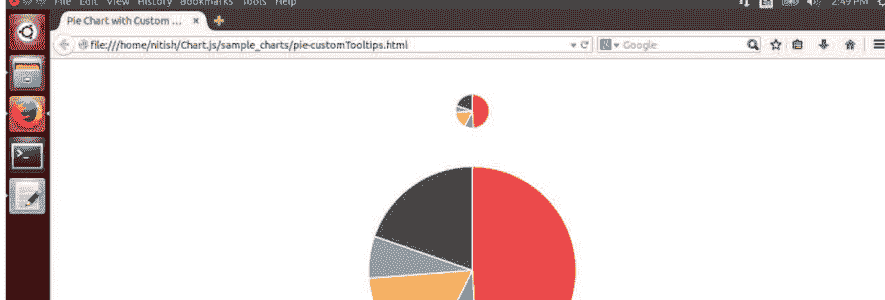 File Edit View History Bookmarks Tools Help
2:49 PM
Pie Chart with Custom ... × +
file:///home/nitish/Chart.js/sample_charts/pie-customTooltips.html
Google